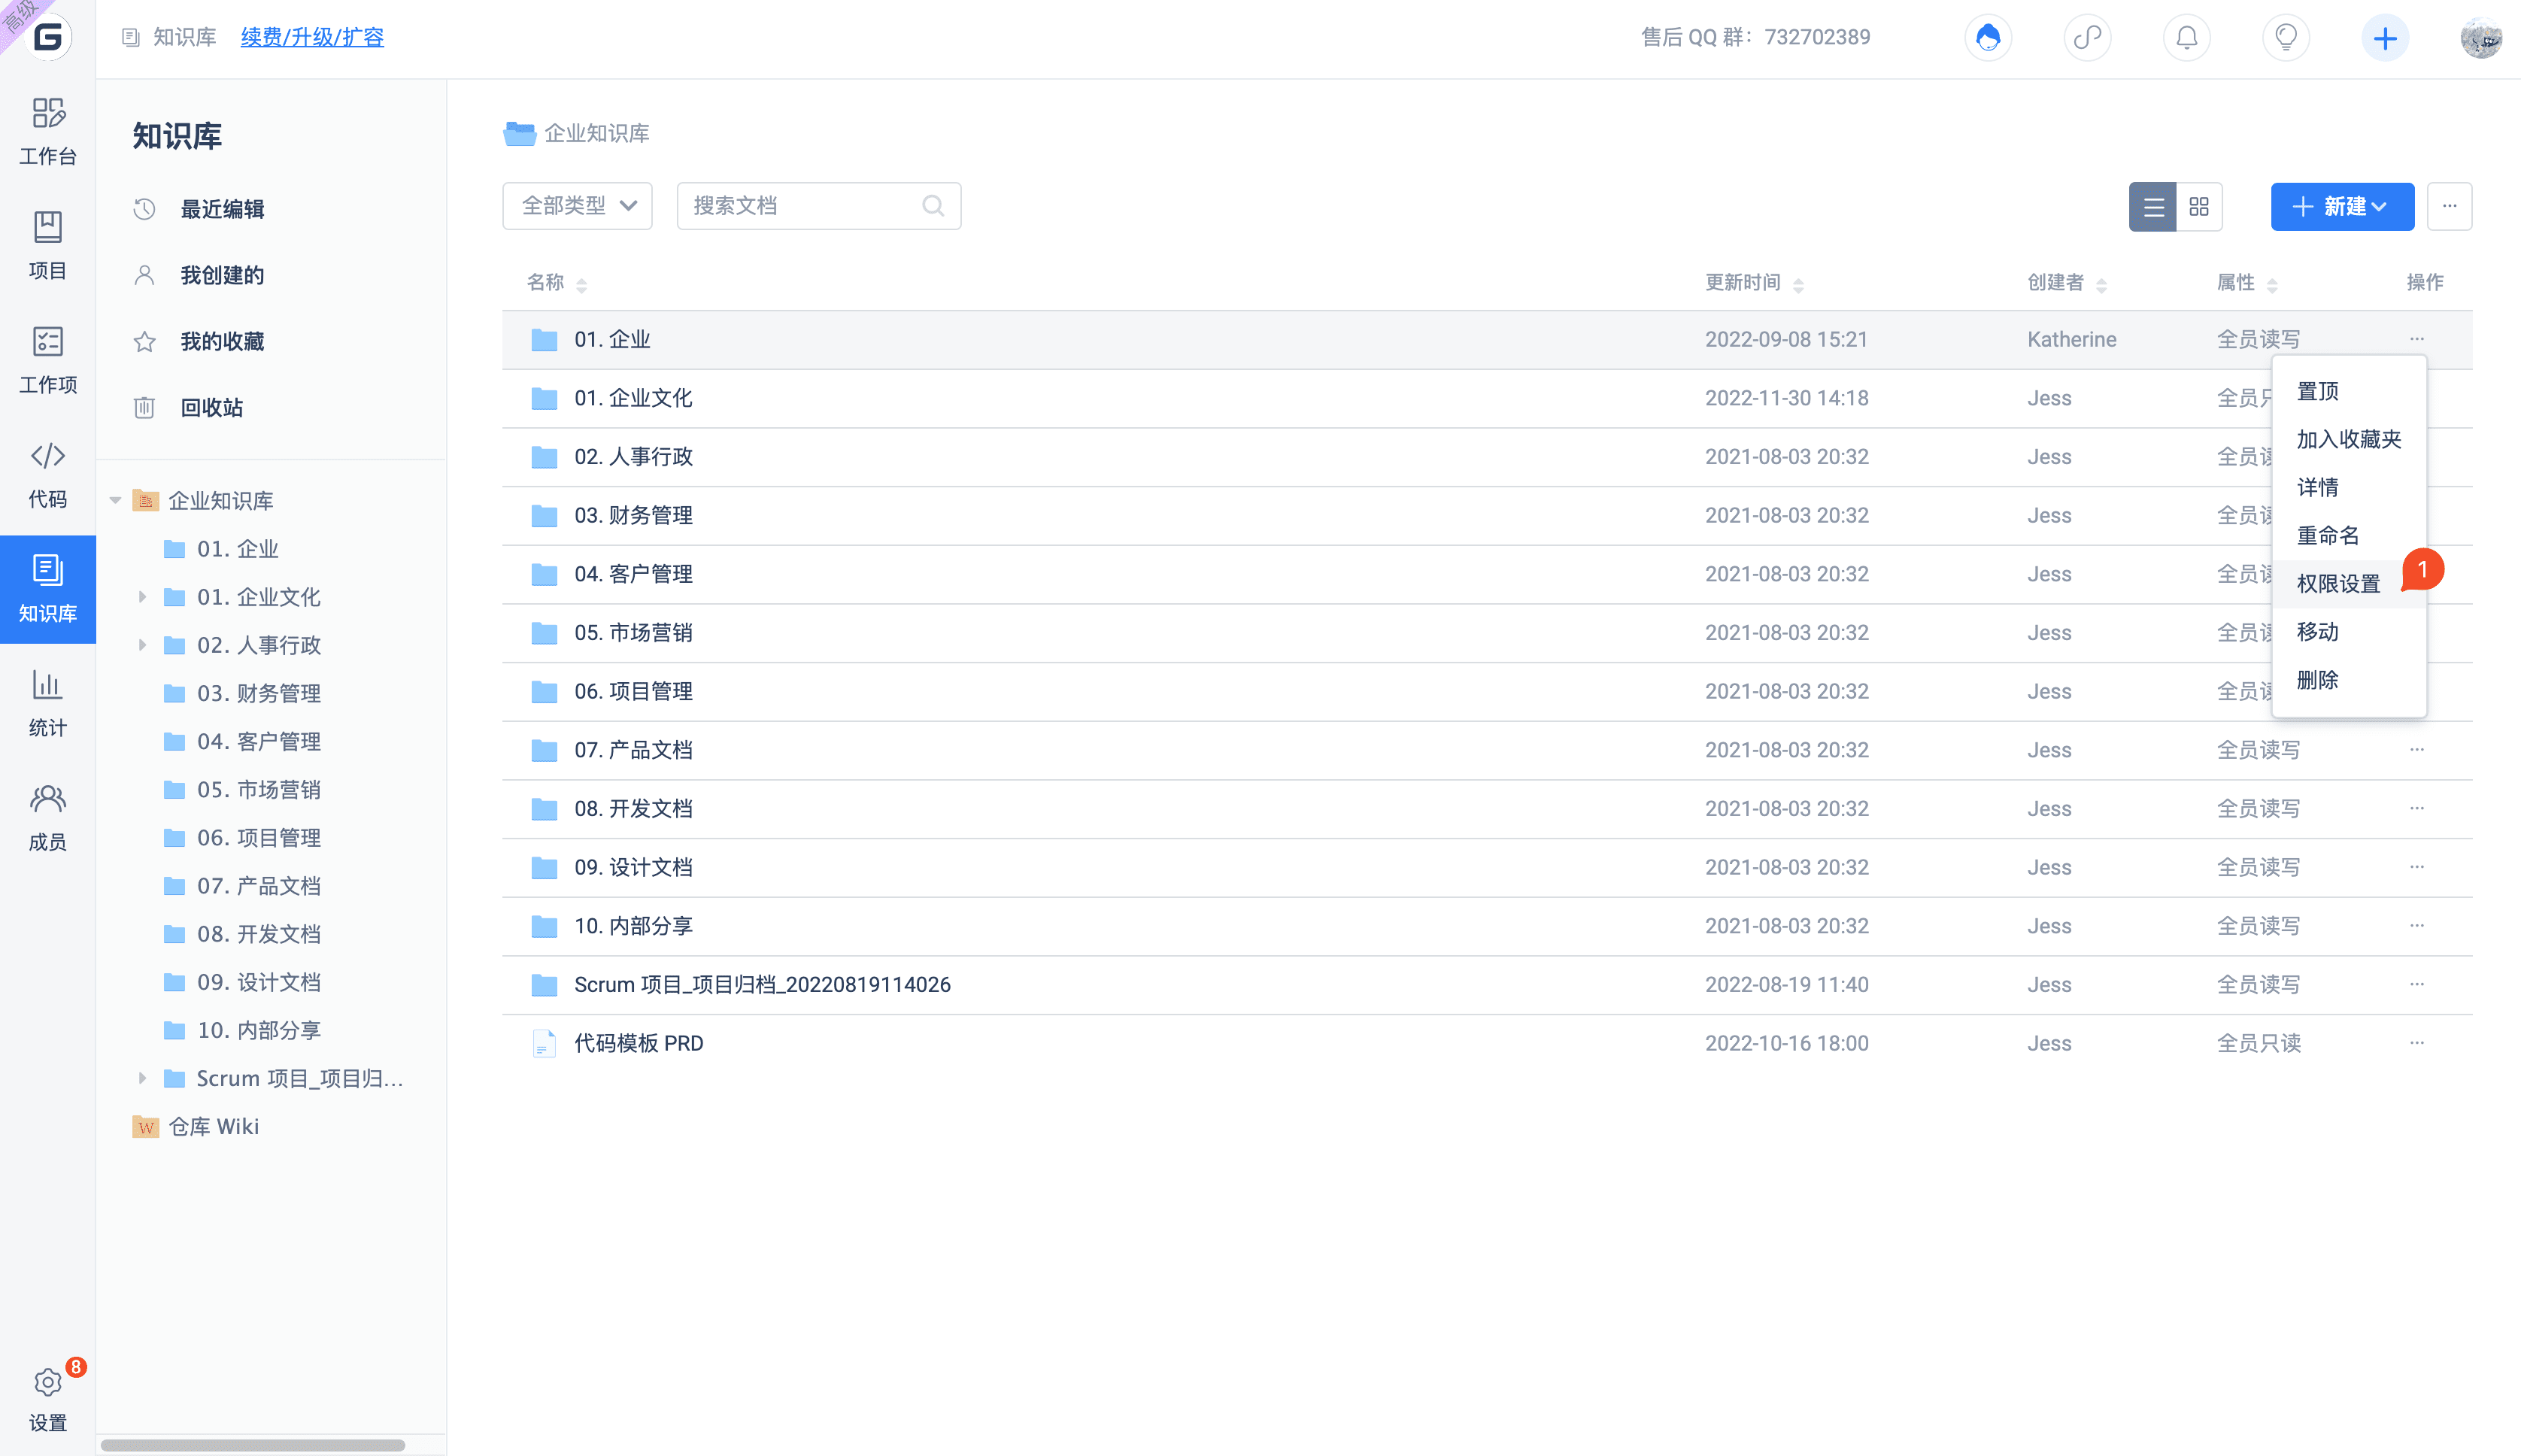 高级
知识库 续费/升级/扩容 售后 QQ 群：732702389
工作台
项目
工作项
代码
知识库
统计
成员
8
设置
知识库
最近编辑
我创建的
我的收藏
回收站
企业知识库
01. 企业
01. 企业文化
02. 人事行政
03. 财务管理
04. 客户管理
05. 市场营销
06. 项目管理
07. 产品文档
08. 开发文档
09. 设计文档
10. 内部分享
Scrum 项目_项目归...
W 仓库 Wiki
企业知识库
全部类型 搜索文档 新建 ...
名称 更新时间 创建者 属性 操作
01. 企业 2022-09-08 15:21 Katherine 全员读写 ...
01. 企业文化 2022-11-30 14:18 Jess 全员
02. 人事行政 2021-08-03 20:32 Jess 全员
03. 财务管理 2021-08-03 20:32 Jess 全员
04. 客户管理 2021-08-03 20:32 Jess 全员
05. 市场营销 2021-08-03 20:32 Jess 全员
06. 项目管理 2021-08-03 20:32 Jess 全员
07. 产品文档 2021-08-03 20:32 Jess 全员读写 ...
08. 开发文档 2021-08-03 20:32 Jess 全员读写 ...
09. 设计文档 2021-08-03 20:32 Jess 全员读写 ...
10. 内部分享 2021-08-03 20:32 Jess 全员读写 ...
Scrum 项目_项目归档_20220819114026 2022-08-19 11:40 Jess 全员读写 ...
代码模板 PRD 2022-10-16 18:00 Jess 全员只读 ...
置顶
加入收藏夹
详情
重命名
权限设置 1
移动
删除